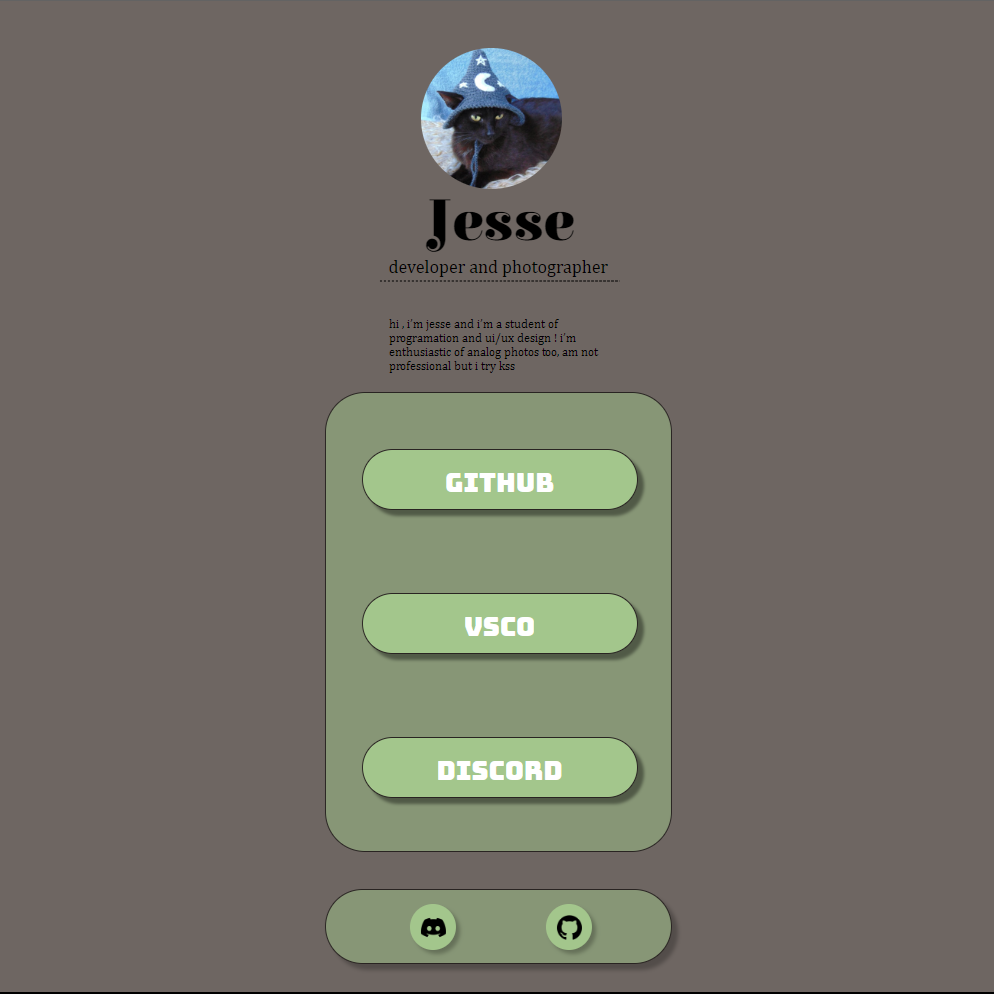 Jesse
developer and photographer
hi , i'm jesse and i'm a student of
programation and ui/ux design ! i'm
enthusiastic of analog photos too, am not
professional but i try kss
GITHUB
VSCO
DISCORD